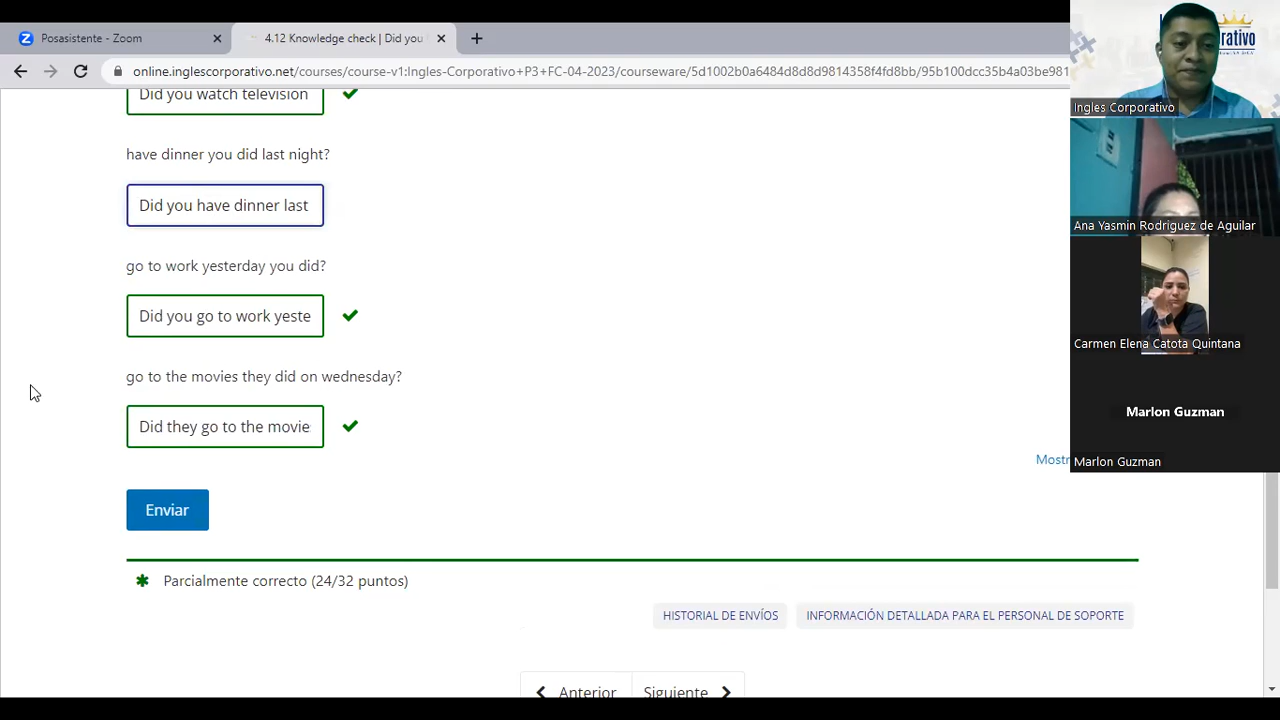 Posasistente - Zoom
4.12 Knowledge check | Did you
online.inglescorporativo.net/courses/course-v1:Ingles-Corporativo+P3+FC-04-2023/courseware/5d1002b0a6484d8d8d9814358f4fd8bb/95b100dcc35b4a03be981
Did you watch television
have dinner you did last night?
Did you have dinner last
go to work yesterday you did?
Did you go to work yeste
go to the movies they did on wednesday?
Did they go to the movie
Mostr
Enviar
Parcialmente correcto (24/32 puntos)
HISTORIAL DE ENVÍOS
INFORMACIÓN DETALLADA PARA EL PERSONAL DE SOPORTE
Anterior
Siguiente
Ingles Corporativo
Ana Yasmin Rodriguez de Aguilar
Carmen Elena Catota Quintana
Marlon Guzman
Marlon Guzman